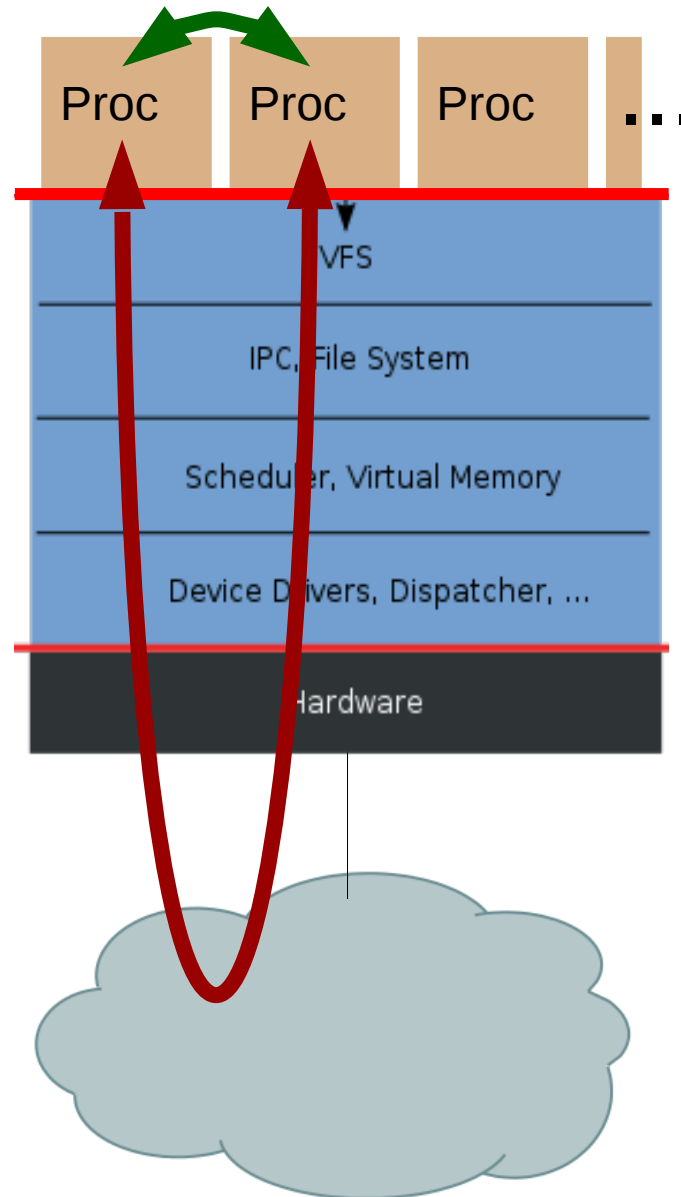 Proc Proc Proc ...
VFS
IPC, File System
Scheduler, Virtual Memory
Device Drivers, Dispatcher, ...
Hardware